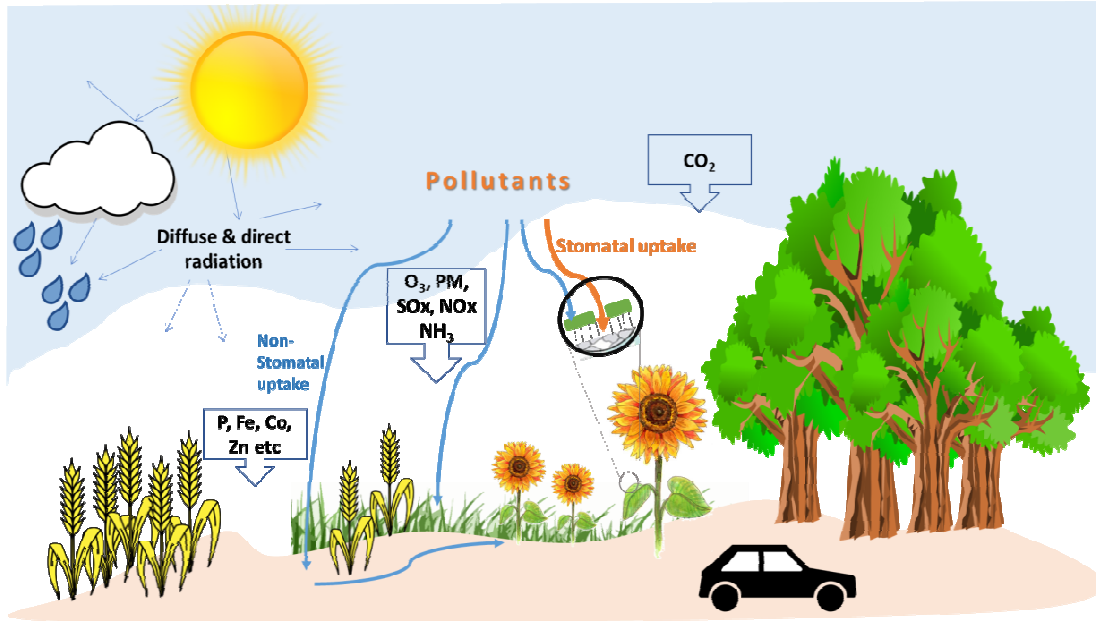 CO₂
Pollutants
Diffuse & direct
radiation
Stomatal uptake
O₃, PM,
SOx, NOx
NH₃
Non-
Stomatal
uptake
P, Fe, Co,
Zn etc